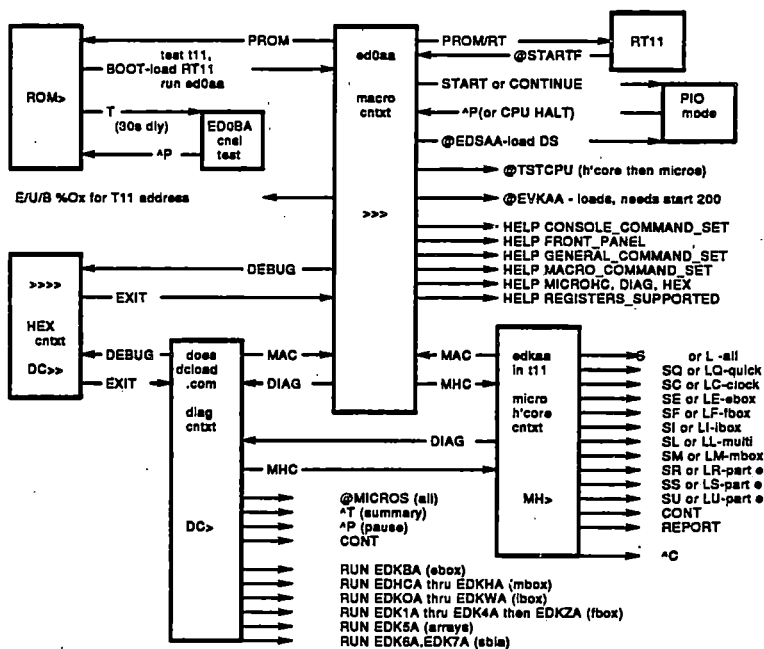 PROM
test t11,
BOOT-load RT11
run ed0aa
ROM>
T
(30s dly)
^P
ED0BA
cnsl
test
E/U/B %Ox for T11 address
ed0aa
macro
cntxt
>>>
PROM/RT
@STARTF
RT11
START or CONTINUE
^P(or CPU HALT)
@EDSAA-load DS
PIO
mode
@TSTCPU (h'core then micros)
@EVKAA - loads, needs start 200
HELP CONSOLE_COMMAND_SET
HELP FRONT_PANEL
HELP GENERAL_COMMAND_SET
HELP MACRO_COMMAND_SET
HELP MICROHC, DIAG, HEX
HELP REGISTERS_SUPPORTED
DEBUG
EXIT
>>>>
HEX
cntxt
DC>>
DEBUG
EXIT
does
dcload
.com
diag
cntxt
DC>
MAC
DIAG
MAC
MHC
DIAG
MHC
edkaa
in t11
micro
h'core
cntxt
MH>
S or L -all
SQ or LQ-quick
SC or LC-clock
SE or LE-ebox
SF or LF-fbox
SI or LI-ibox
SL or LL-multi
SM or LM-mbox
SR or LR-part e
SS or LS-part e
SU or LU-part e
CONT
REPORT
^C
@MICROS (all)
^T (summary)
^P (pause)
CONT
RUN EDKBA (ebox)
RUN EDHCA thru EDKHA (mbox)
RUN EDKOA thru EDKWA (ibox)
RUN EDK1A thru EDK4A then EDKZA (fbox)
RUN EDK5A (arrays)
RUN EDK6A,EDK7A (sbia)